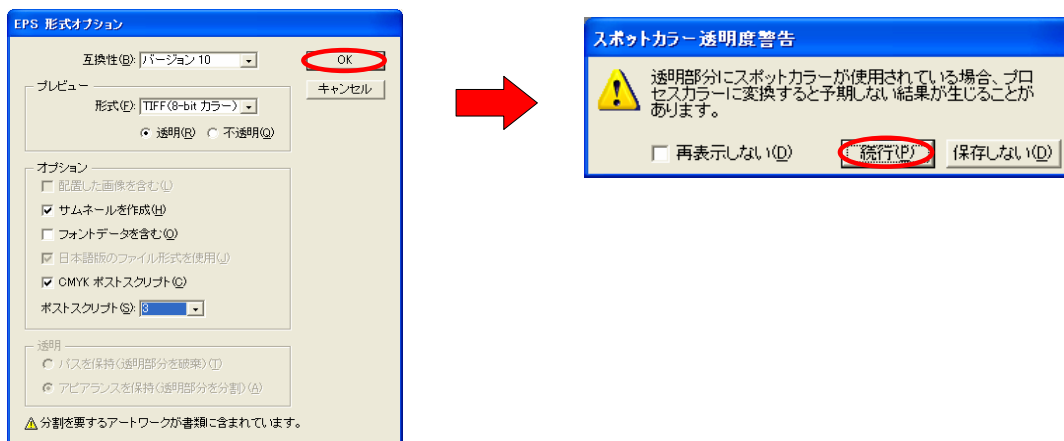 EPS 形式オプション
互換性(B): バージョン 10
OK
キャンセル
プレビュー
形式(F): TIFF(8-bit カラー)
透明(R) 不透明(Q)
オプション
配置した画像を含む(L)
サムネールを作成(H)
フォントデータを含む(O)
日本語版のファイル形式を使用(J)
CMYK ポストスクリプト(C)
ポストスクリプト(S): 3
透明
パスを保持(透明部分を破棄)(T)
アピアランスを保持(透明部分を分割)(A)
分割を要するアートワークが書類に含まれています。
スポットカラー透明度警告
透明部分にスポットカラーが使用されている場合、プロ
セスカラーに変換すると予期しない結果が生じることが
あります。
再表示しない(D) 続行(P) 保存しない(D)